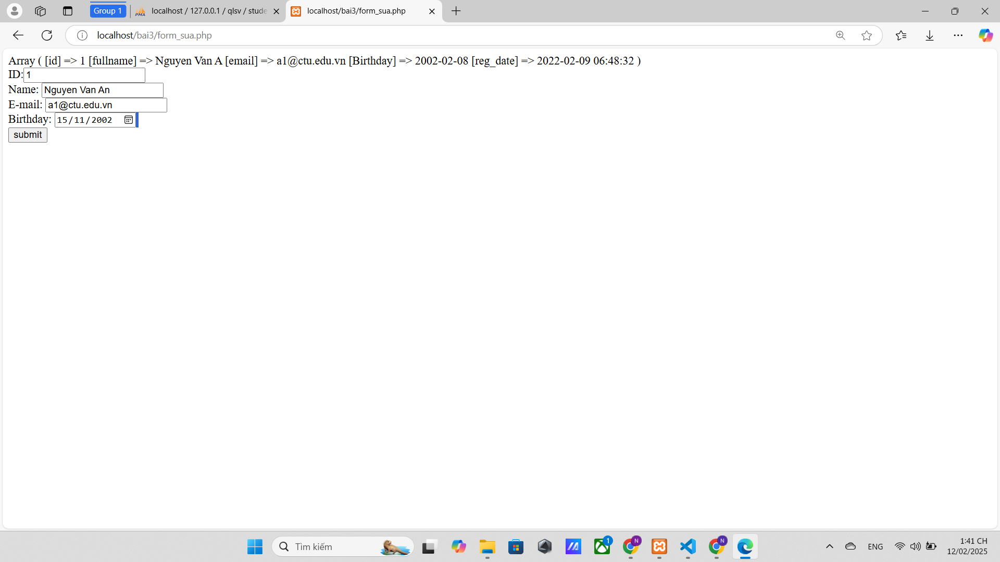 Group 1
PMA
localhost / 127.0.0.1 / qlsv / stude
localhost/bai3/form_sua.php
localhost/bai3/form_sua.php
Array ( [id] => 1 [fullname] => Nguyen Van A [email] => a1@ctu.edu.vn [Birthday] => 2002-02-08 [reg_date] => 2022-02-09 06:48:32 )
ID: 1
Name: Nguyen Van An
E-mail: a1@ctu.edu.vn
Birthday: 15/11/2002
submit
Tìm kiếm
1
N
N
ENG
1:41 CH
12/02/2025